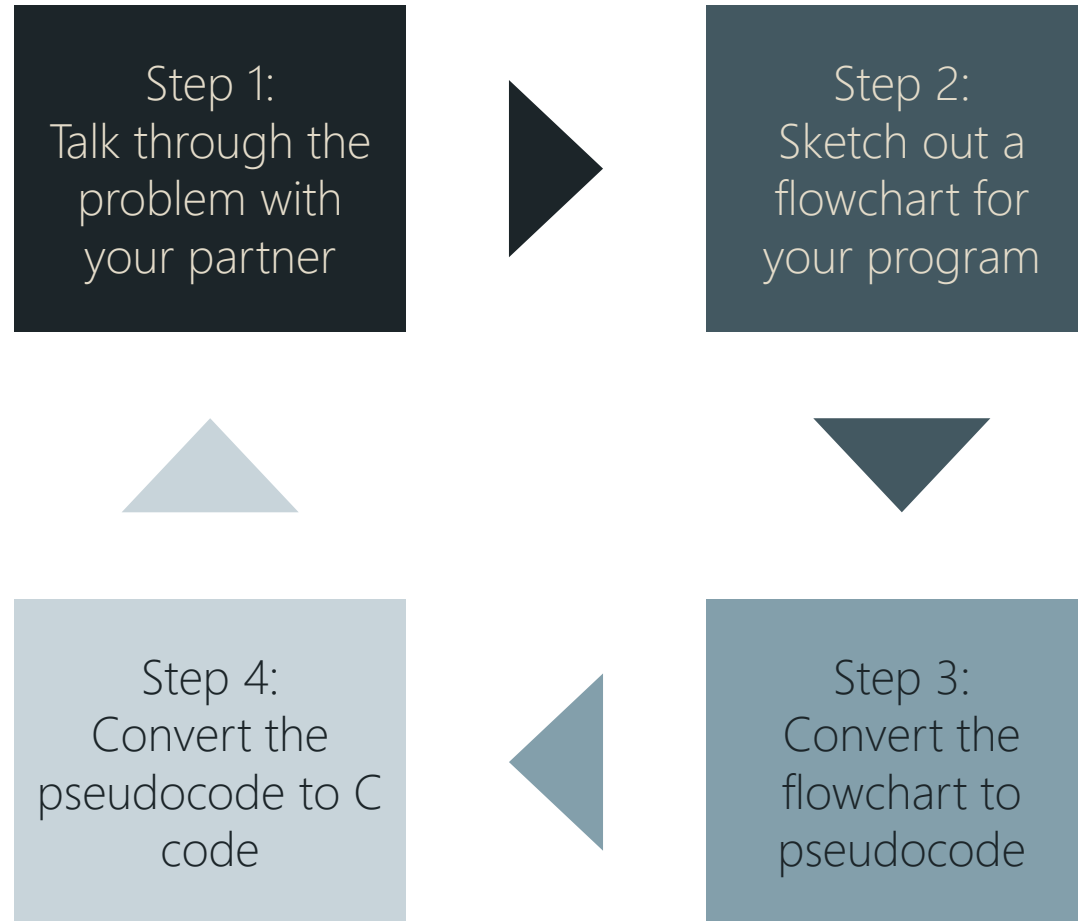 Step 1:
Talk through the
problem with
your partner
Step 2:
Sketch out a
flowchart for
your program
Step 3:
Convert the
flowchart to
pseudocode
Step 4:
Convert the
pseudocode to C
code